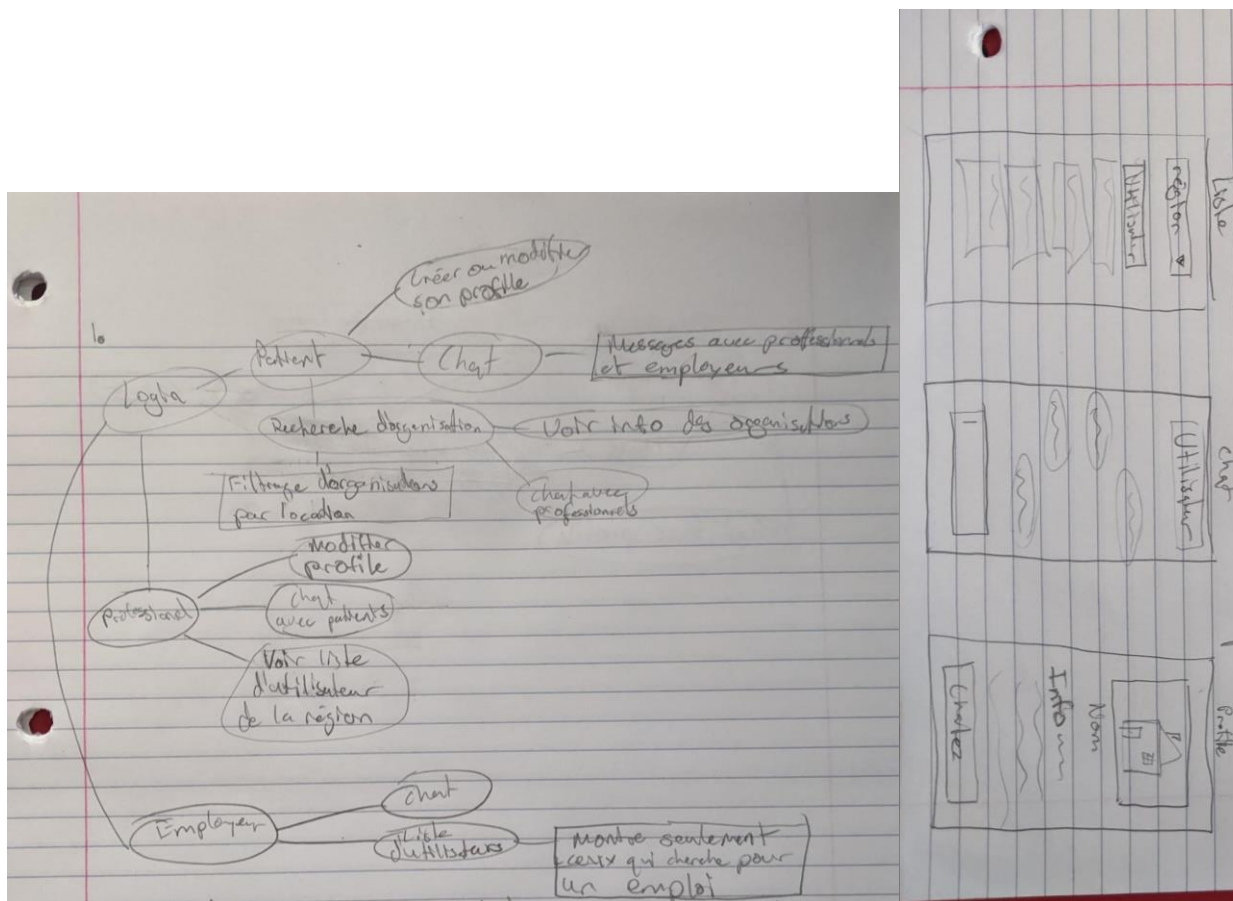 1.
Créer ou modifier
son profile
Patient
Chat
Messages avec professionnels
et employeurs
Login
Recherche d'organisation
Voir info des organisations
Filtrage d'organisations
par location
chat avec
professionnels
modifier
profile
Professionel
chat
avec patients
Voir liste
d'utilisateur
de la région
Employeur
chat
Liste
d'utilisateurs
montre seulement
ceux qui cherche pour
un emploi
Liste
région
Utilisateur
chat
Utilisateur
Profile
Nom
Info
Chatez